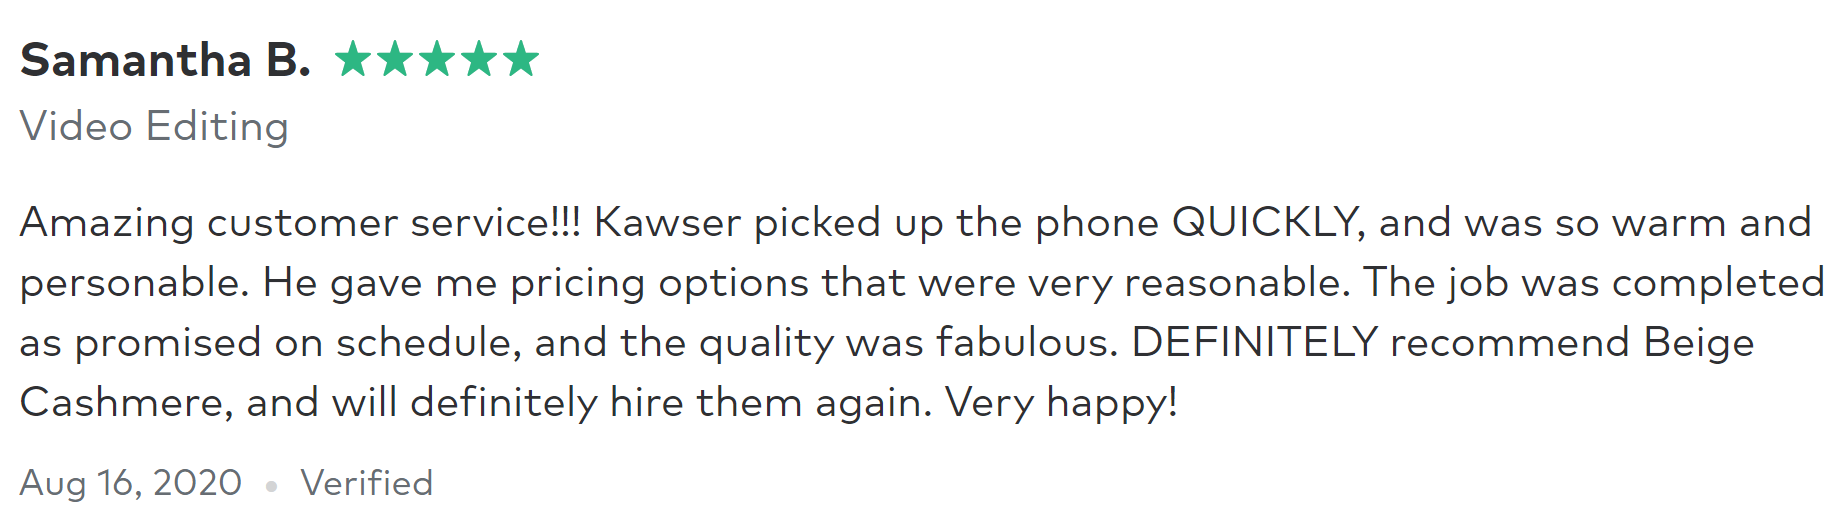 Samantha B. ★★★★★
Video Editing
Amazing customer service!!! Kawser picked up the phone QUICKLY, and was so warm and
personable. He gave me pricing options that were very reasonable. The job was completed
as promised on schedule, and the quality was fabulous. DEFINITELY recommend Beige
Cashmere, and will definitely hire them again. Very happy!
Aug 16, 2020 • Verified